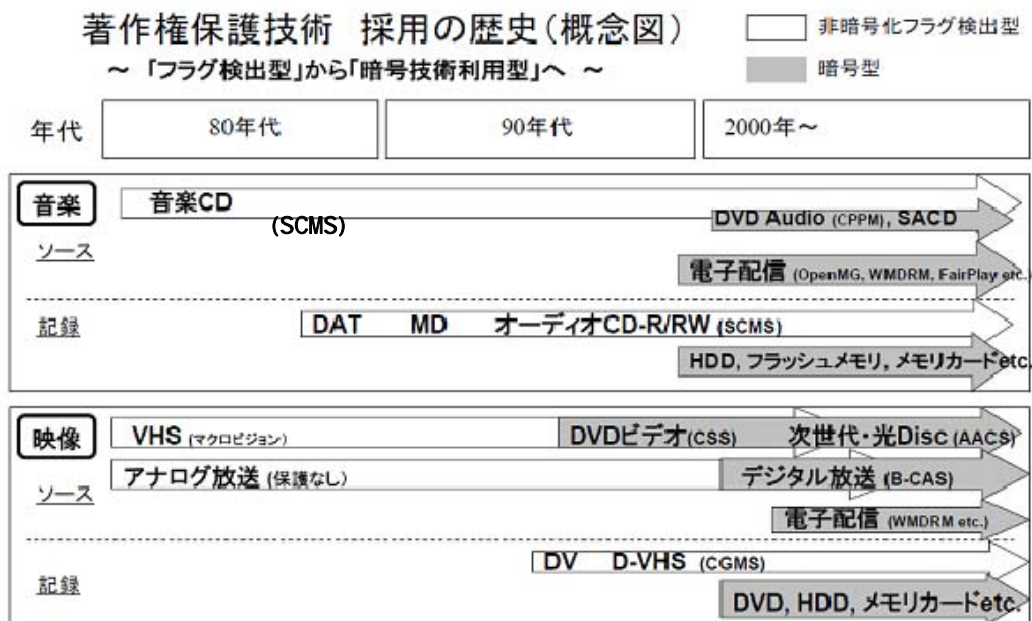 著作権保護技術 採用の歴史(概念図)
~ 「フラグ検出型」から「暗号技術利用型」へ ~
非暗号化フラグ検出型
暗号型
年代
80年代
90年代
2000年~
音楽
音楽CD
(SCMS)
DVD Audio (CPPM), SACD
ソース
電子配信 (OpenMG, WMDRM, FairPlay etc.)
記録
DAT MD オーディオCD-R/RW (SCMS)
HDD, フラッシュメモリ, メモリカードetc.
映像
VHS (マクロビジョン)
DVDビデオ(CSS) 次世代・光Disc (AACS)
ソース
アナログ放送 (保護なし)
デジタル放送 (B-CAS)
電子配信 (WMDRM etc.)
記録
DV D-VHS (CGMS)
DVD, HDD, メモリカードetc.